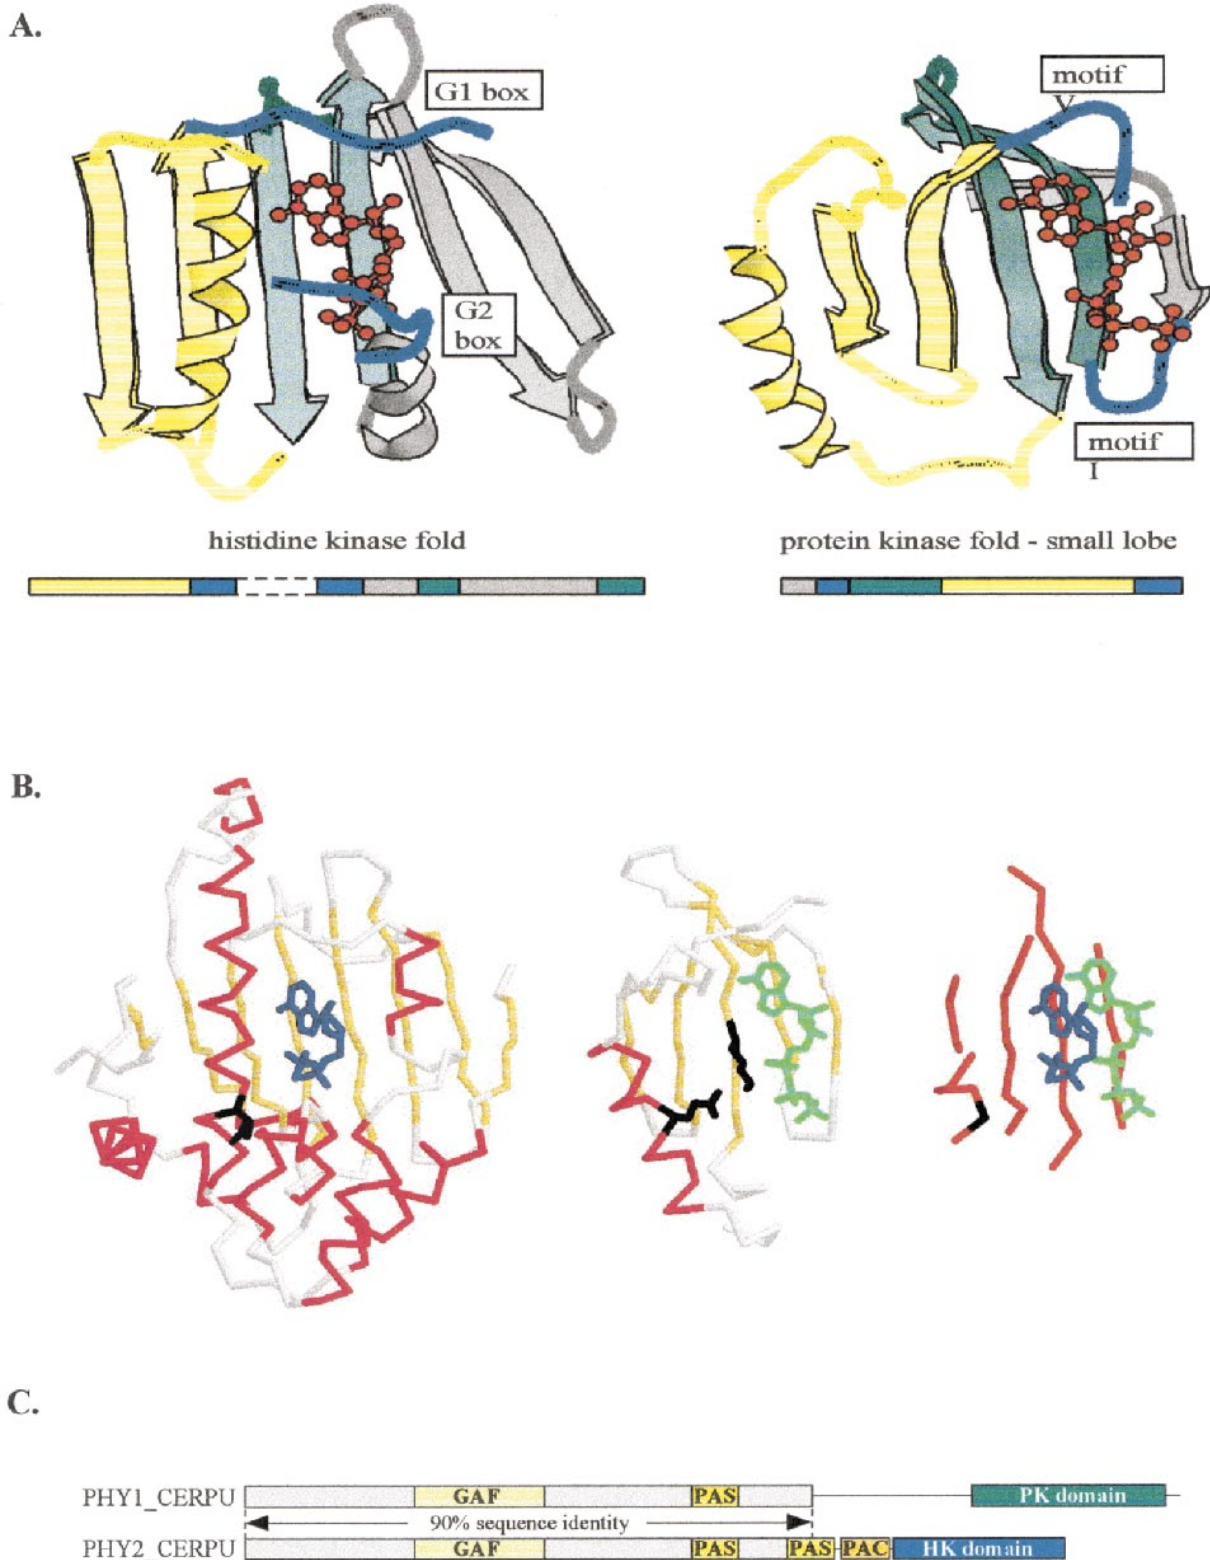 A.
G1 box
motif
V
G2
box
motif
I
histidine kinase fold
protein kinase fold - small lobe
B.
C.
PHY1_CERPU
GAF
PAS
PK domain
90% sequence identity
PHY2_CERPU
GAF
PAS
PAS
PAC
HK domain